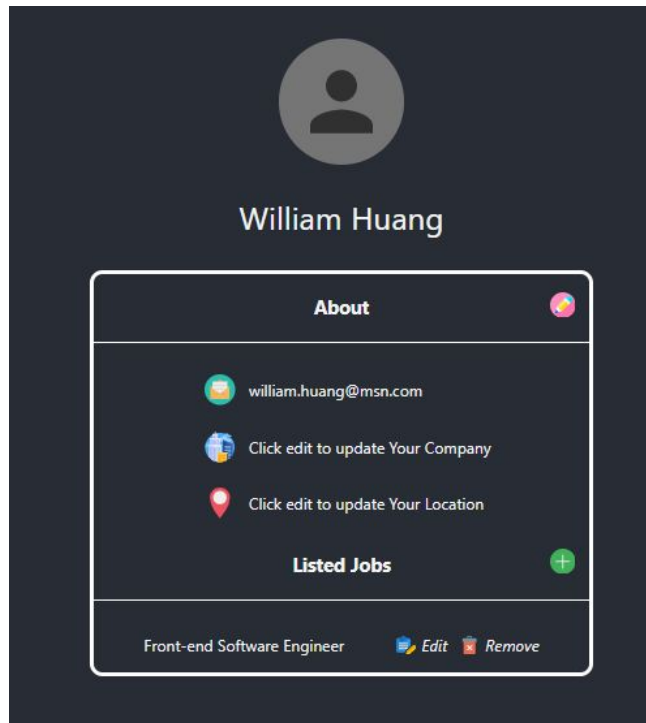 William Huang
About
william.huang@msn.com
Click edit to update Your Company
Click edit to update Your Location
Listed Jobs
Front-end Software Engineer Edit Remove